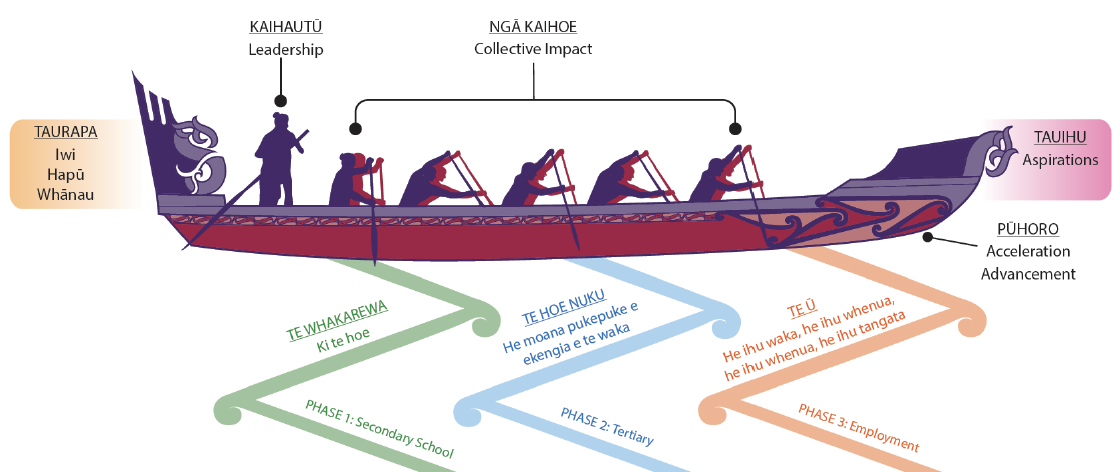 KAIHAUTŪ
Leadership
NGĀ KAIHOE
Collective Impact
TAURAPA
Iwi
Hapū
Whānau
TAUIHU
Aspirations
PŪHORO
Acceleration
Advancement
TE WHAKAREWA
Ki te hoe
PHASE 1: Secondary School
TE HOE NUKU
He moana pukepuke e
ekengia e te waka
PHASE 2: Tertiary
TE Ū
He ihu waka, he ihu whenua,
he ihu whenua, he ihu tangata
PHASE 3: Employment